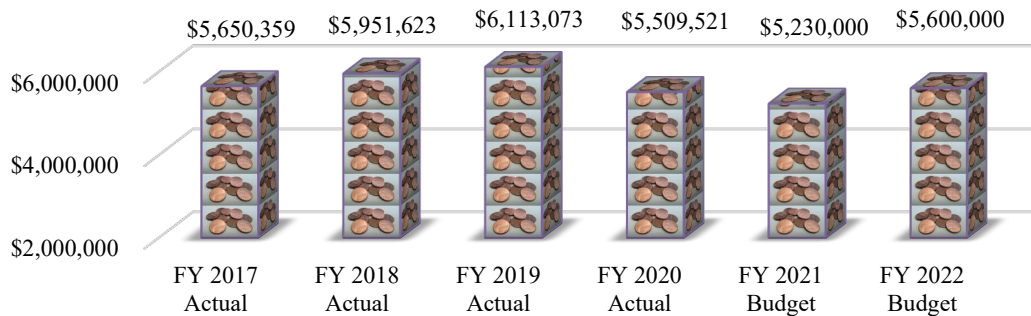 $5,650,359 $5,951,623 $6,113,073 $5,509,521 $5,230,000 $5,600,000
$6,000,000
$4,000,000
$2,000,000
FY 2017 FY 2018 FY 2019 FY 2020 FY 2021 FY 2022
Actual Actual Actual Actual Budget Budget